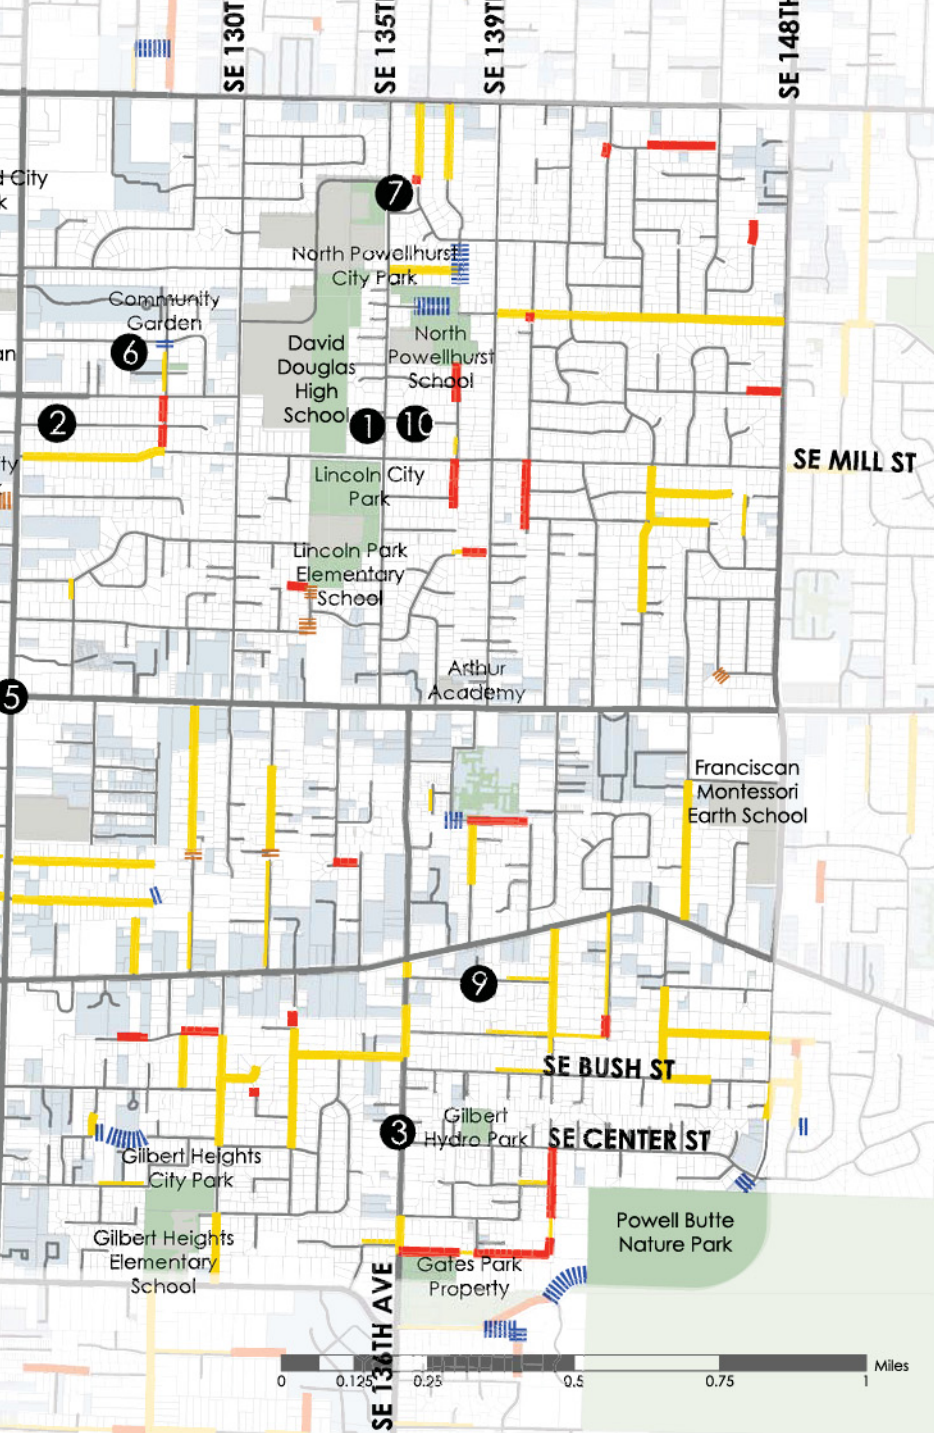 SE 130T
SE 135T
SE 139T
SE 148TH
d City
k
7
North Powellhurst
City Park
Community
Garden
6
an
David
Douglas
High
School
North
Powellhurst
School
2
1
10
ty
SE MILL ST
Lincoln City
Park
Lincoln Park
Elementary
School
Arthur
Academy
5
Franciscan
Montessori
Earth School
9
SE BUSH ST
3
Gilbert
Hydro Park
SE CENTER ST
Gilbert Heights
City Park
Powell Butte
Nature Park
Gilbert Heights
Elementary
School
Gates Park
Property
SE 136TH AVE
0 0.125 0.25 0.5 0.75 1 Miles